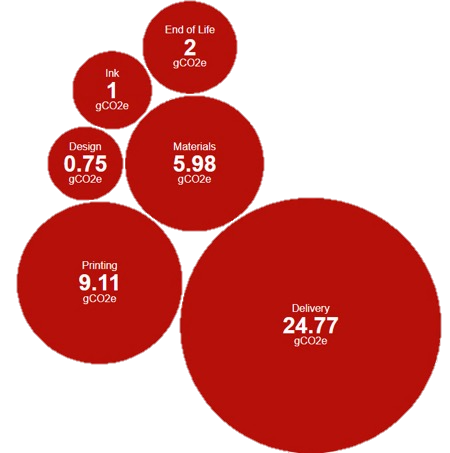 End of Life
2
gCO2e
Ink
1
gCO2e
Design
0.75
gCO2e
Materials
5.98
gCO2e
Printing
9.11
gCO2e
Delivery
24.77
gCO2e